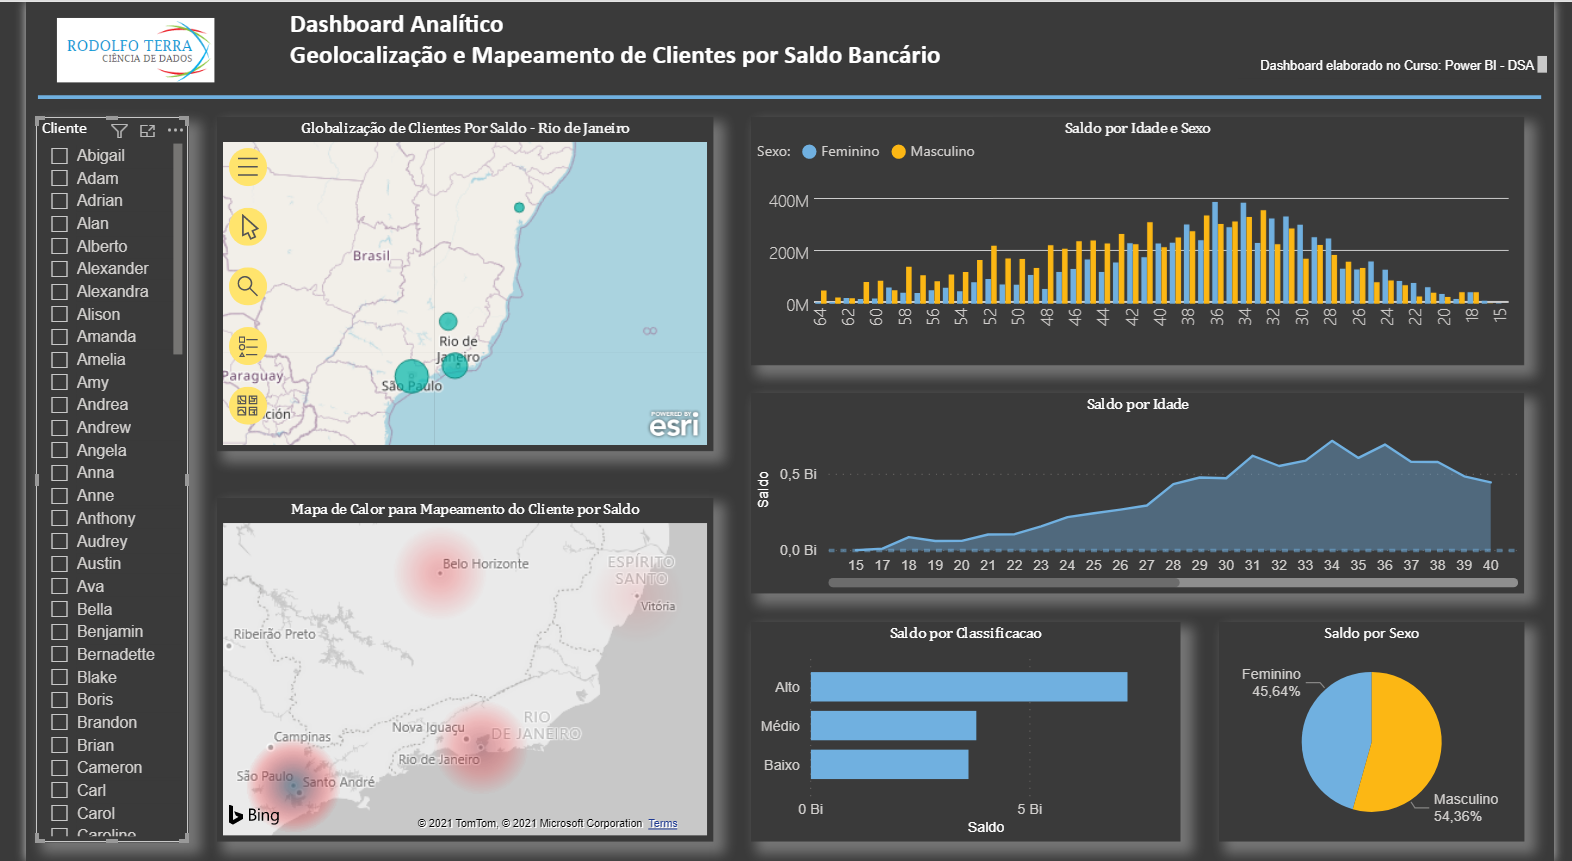 RODOLFO TERRA
CIÊNCIA DE DADOS
Dashboard Analítico
Geolocalização e Mapeamento de Clientes por Saldo Bancário
Dashboard elaborado no Curso: Power BI - DSA
Cliente
Abigail
Adam
Adrian
Alan
Alberto
Alexander
Alexandra
Alison
Amanda
Amelia
Amy
Andrea
Andrew
Angela
Anna
Anne
Anthony
Audrey
Austin
Ava
Bella
Benjamin
Bernadette
Blake
Boris
Brandon
Brian
Cameron
Carl
Carol
Caroline
Globalização de Clientes Por Saldo - Rio de Janeiro
Brasil
Rio de
Janeiro
São Paulo
Paraguay
ción
POWERED BY
esri
Mapa de Calor para Mapeamento do Cliente por Saldo
Belo Horizonte
ESPÍRITO
SANTO
Vitória
Ribeirão Preto
RIO
DE JANEIRO
Nova Iguaçu
Campinas
Rio de Janeiro
São Paulo
Santo André
Bing
© 2021 TomTom, © 2021 Microsoft Corporation Terms
Saldo por Idade e Sexo
Sexo: Feminino Masculino
400M
200M
0M
64 62 60 58 56 54 52 50 48 46 44 42 40 38 36 34 32 30 28 26 24 22 20 18 15
Saldo por Idade
Saldo
0,5 Bi
0,0 Bi
15 17 18 19 20 21 22 23 24 25 26 27 28 29 30 31 32 33 34 35 36 37 38 39 40
Saldo por Classificacao
Alto
Médio
Baixo
0 Bi 5 Bi
Saldo
Saldo por Sexo
Feminino
45,64%
Masculino
54,36%